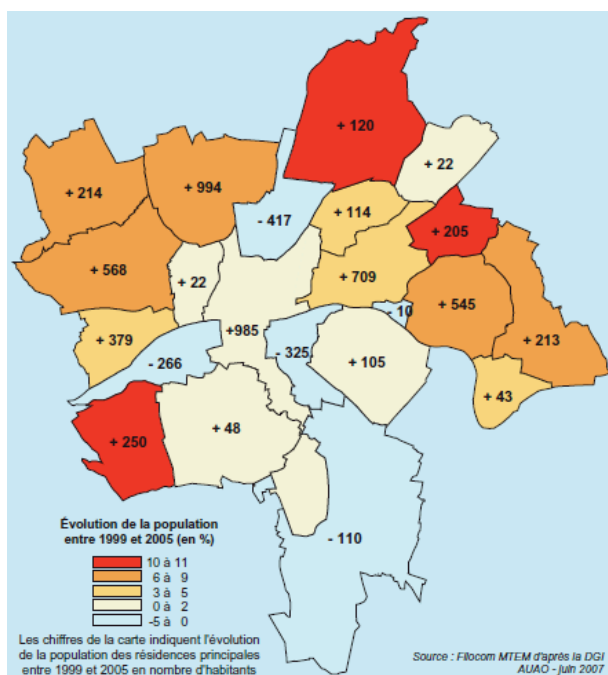 + 120
+ 22
+ 214
+ 994
- 417
+ 114
+ 205
+ 568
+ 22
+ 709
- 10
+ 545
+ 379
+985
- 325
+ 213
- 266
+ 105
+ 43
+ 250
+ 48
- 110
Évolution de la population
entre 1999 et 2005 (en %)
10 à 11
6 à 9
3 à 5
0 à 2
-5 à 0
Les chiffres de la carte indiquent l'évolution
de la population des résidences principales
entre 1999 et 2005 en nombre d'habitants
Source : Filocom MTEM d'après la DGI
AUAO - juin 2007